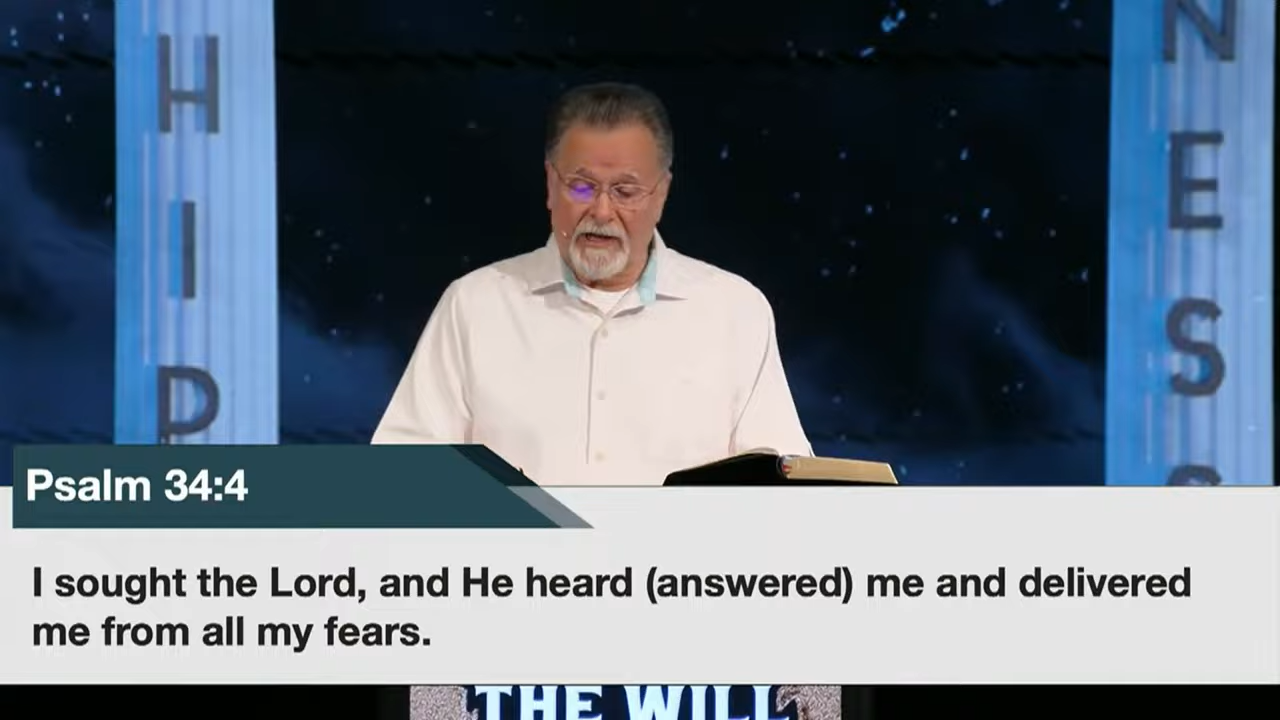 H
I
P
N
E
S
S
Psalm 34:4
I sought the Lord, and He heard (answered) me and delivered
me from all my fears.
THE WILL